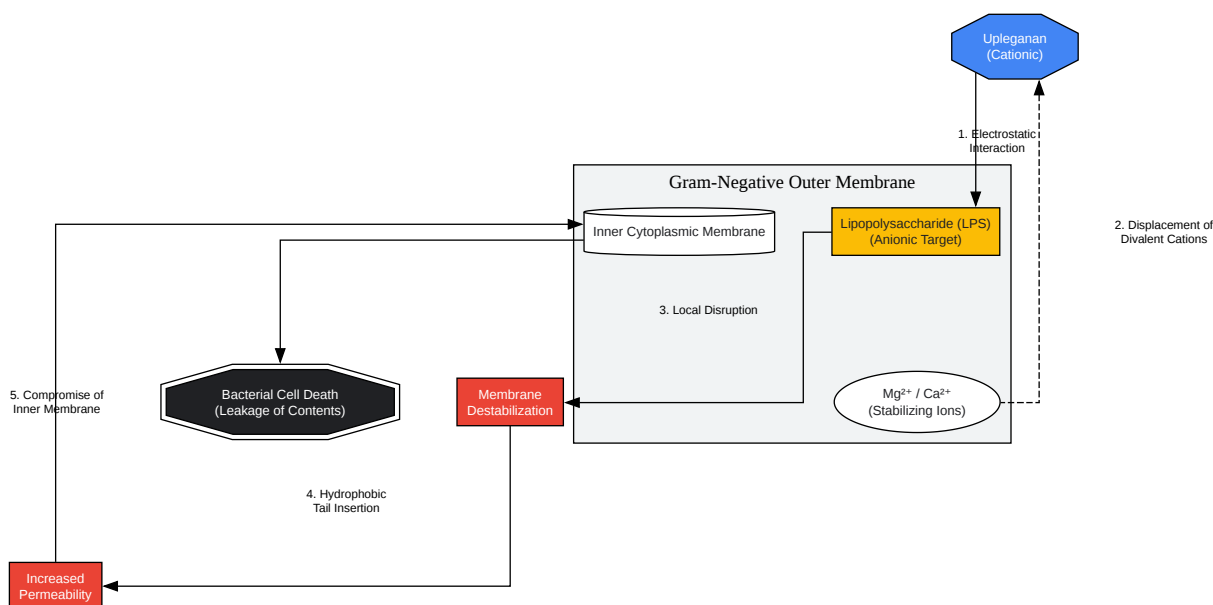 Upleganan
(Cationic)
1. Electrostatic
Interaction
Gram-Negative Outer Membrane
Inner Cytoplasmic Membrane
Lipopolysaccharide (LPS)
(Anionic Target)
2. Displacement of
Divalent Cations
3. Local Disruption
5. Compromise of
Inner Membrane
Bacterial Cell Death
(Leakage of Contents)
Membrane
Destabilization
Mg²⁺ / Ca²⁺
(Stabilizing Ions)
4. Hydrophobic
Tail Insertion
Increased
Permeability